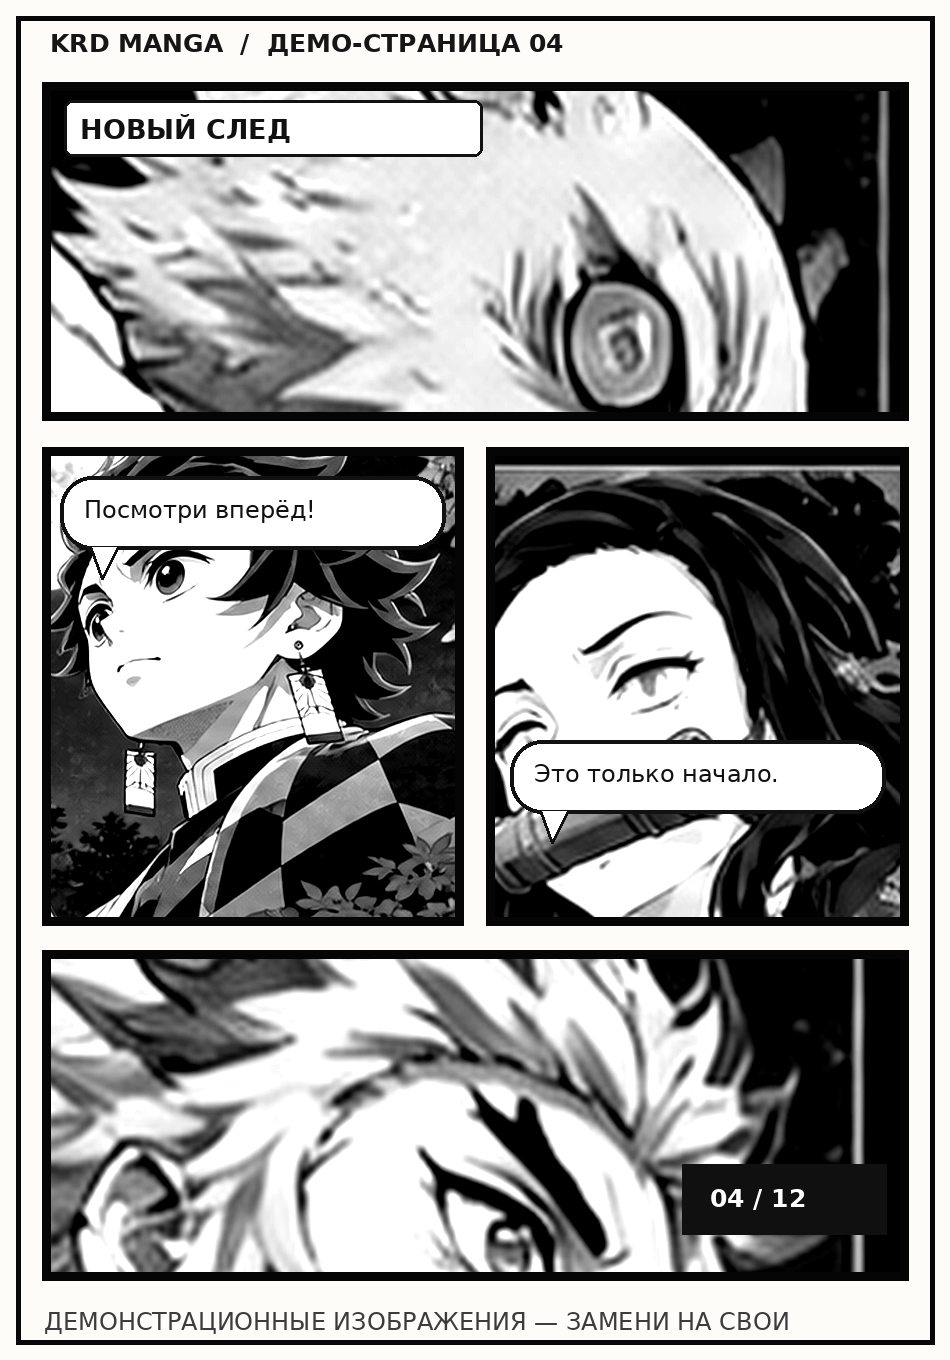 KRD MANGA / ДЕМО-СТРАНИЦА 04
НОВЫЙ СЛЕД
Посмотри вперёд!
Это только начало.
04 / 12
ДЕМОНСТРАЦИОННЫЕ ИЗОБРАЖЕНИЯ — ЗАМЕНИ НА СВОИ